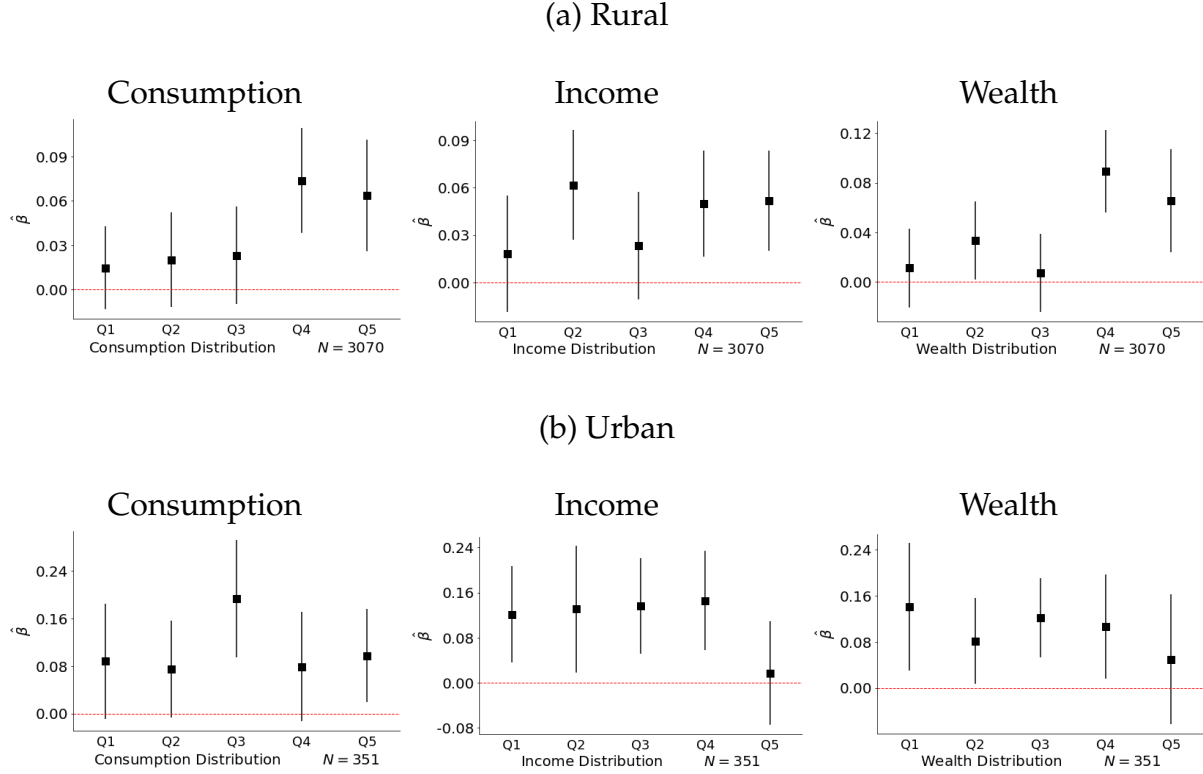 (a) Rural
Consumption
0.09
0.06
0.03
0.00
β̂
Q1 Q2 Q3 Q4 Q5
Consumption Distribution N = 3070
Income
0.09
0.06
0.03
0.00
β̂
Q1 Q2 Q3 Q4 Q5
Income Distribution N = 3070
Wealth
0.12
0.08
0.04
0.00
β̂
Q1 Q2 Q3 Q4 Q5
Wealth Distribution N = 3070
(b) Urban
Consumption
0.24
0.16
0.08
0.00
β̂
Q1 Q2 Q3 Q4 Q5
Consumption Distribution N = 351
Income
0.24
0.16
0.08
0.00
-0.08
β̂
Q1 Q2 Q3 Q4 Q5
Income Distribution N = 351
Wealth
0.24
0.16
0.08
0.00
β̂
Q1 Q2 Q3 Q4 Q5
Wealth Distribution N = 351